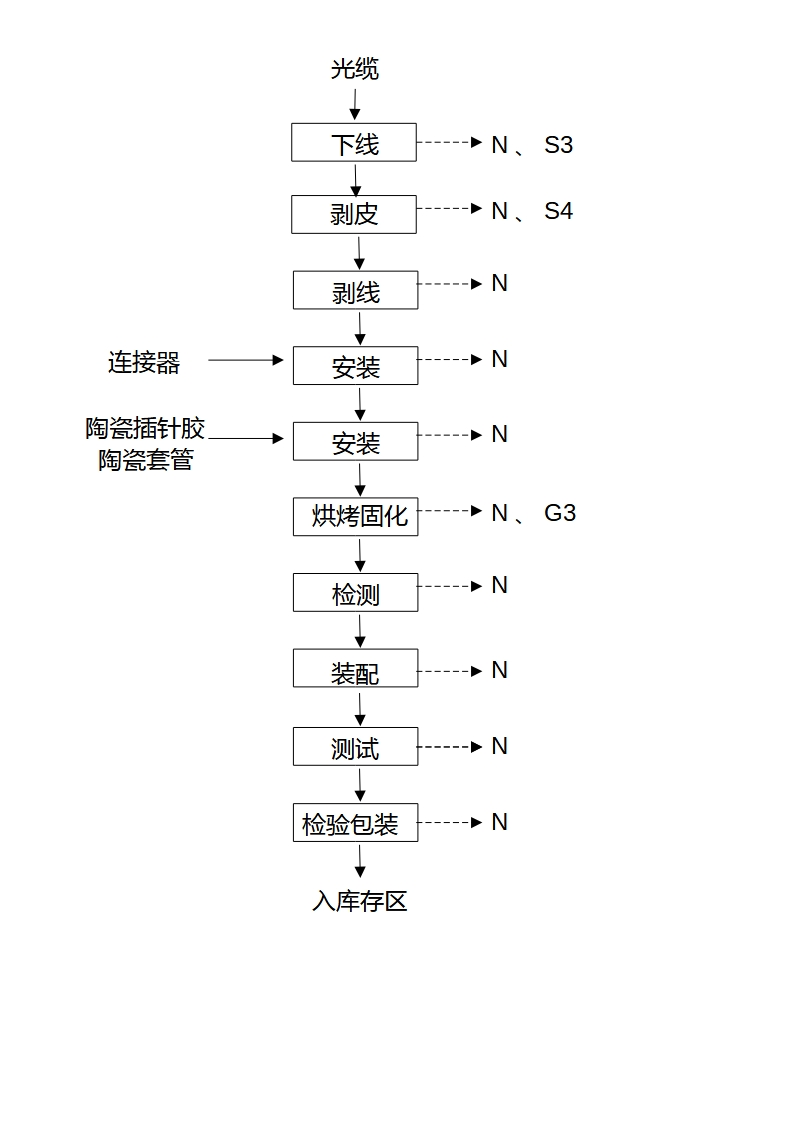 光缆
下线
N 、 S3
剥皮
N 、 S4
剥线
N
连接器
安装
N
陶瓷插针胶
陶瓷套管
安装
N
烘烤固化
N 、 G3
检测
N
装配
N
测试
N
检验包装
N
入库存区